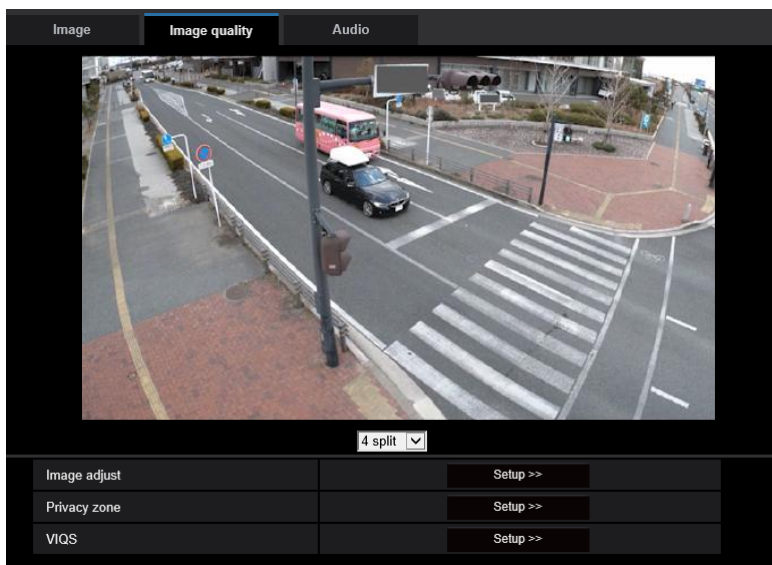 Image
Image quality
Audio
4 split
Image adjust
Setup >>
Privacy zone
Setup >>
VIQS
Setup >>